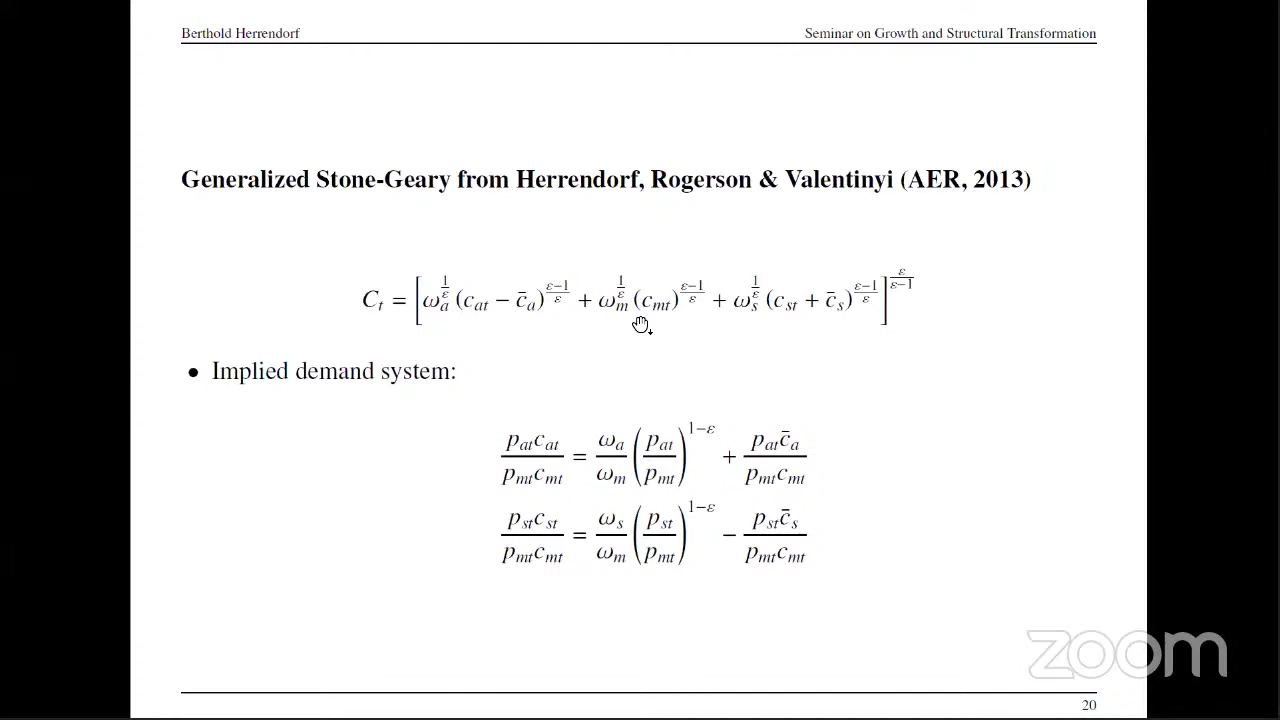 Berthold Herrendorf
Seminar on Growth and Structural Transformation
Generalized Stone-Geary from Herrendorf, Rogerson & Valentinyi (AER, 2013)
C_t = [ω_a^{1/ε} (c_{at} − c̄_a)^{(ε−1)/ε} + ω_m^{1/ε} (c_{mt})^{(ε−1)/ε} + ω_s^{1/ε} (c_{st} + c̄_s)^{(ε−1)/ε}]^{ε/(ε−1)}
• Implied demand system:
p_{at}c_{at} / p_{mt}c_{mt} = ω_a/ω_m (p_{at}/p_{mt})^{1−ε} + p_{at}c̄_a / p_{mt}c_{mt}
p_{st}c_{st} / p_{mt}c_{mt} = ω_s/ω_m (p_{st}/p_{mt})^{1−ε} − p_{st}c̄_s / p_{mt}c_{mt}
zoom
20